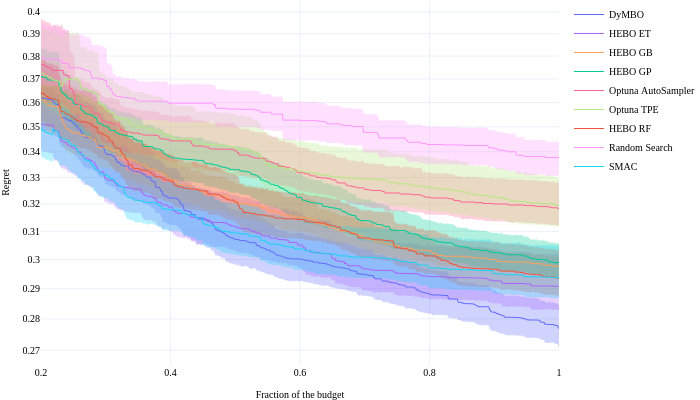 0.4
0.39
0.38
0.37
0.36
0.35
0.34
0.33
0.32
0.31
0.3
0.29
0.28
0.27
Regret
0.2 0.4 0.6 0.8 1
Fraction of the budget
DyMBO
HEBO ET
HEBO GB
HEBO GP
Optuna AutoSampler
Optuna TPE
HEBO RF
Random Search
SMAC